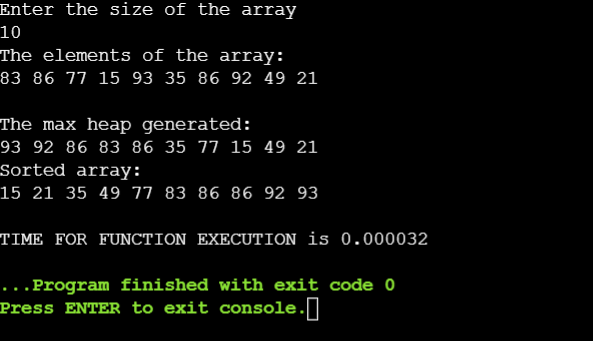 Enter the size of the array
10
The elements of the array:
83 86 77 15 93 35 86 92 49 21
The max heap generated:
93 92 86 83 86 35 77 15 49 21
Sorted array:
15 21 35 49 77 83 86 86 92 93
TIME FOR FUNCTION EXECUTION is 0.000032
...Program finished with exit code 0
Press ENTER to exit console.